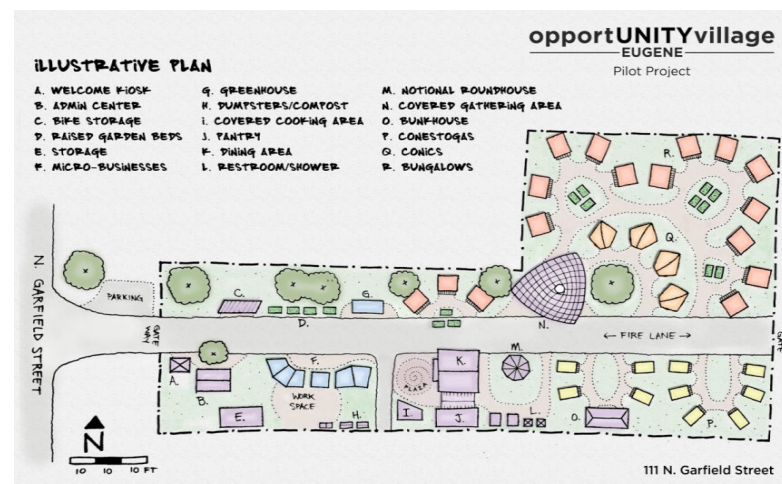 opportUNITYvillage
EUGENE
Pilot Project
ILLUSTRATIVE PLAN
A. WELCOME KIOSK
B. ADMIN CENTER
C. BIKE STORAGE
D. RAISED GARDEN BEDS
E. STORAGE
F. MICRO-BUSINESSES
G. GREENHOUSE
H. DUMPSTERS/COMPOST
I. COVERED COOKING AREA
J. PANTRY
K. DINING AREA
L. RESTROOM/SHOWER
M. NOTIONAL ROUNDHOUSE
N. COVERED GATHERING AREA
O. BUNKHOUSE
P. CONESTOGAS
Q. CONICS
R. BUNGALOWS
R.
Q.
N. GARFIELD STREET
PARKING
C.
D.
G.
N.
GATE
← FIRE LANE →
GATE
A.
B.
E.
F.
WORK
SPACE
H.
PLAZA
I.
K.
J.
M.
L.
O.
P.
N
10 10 10 FT
111 N. Garfield Street